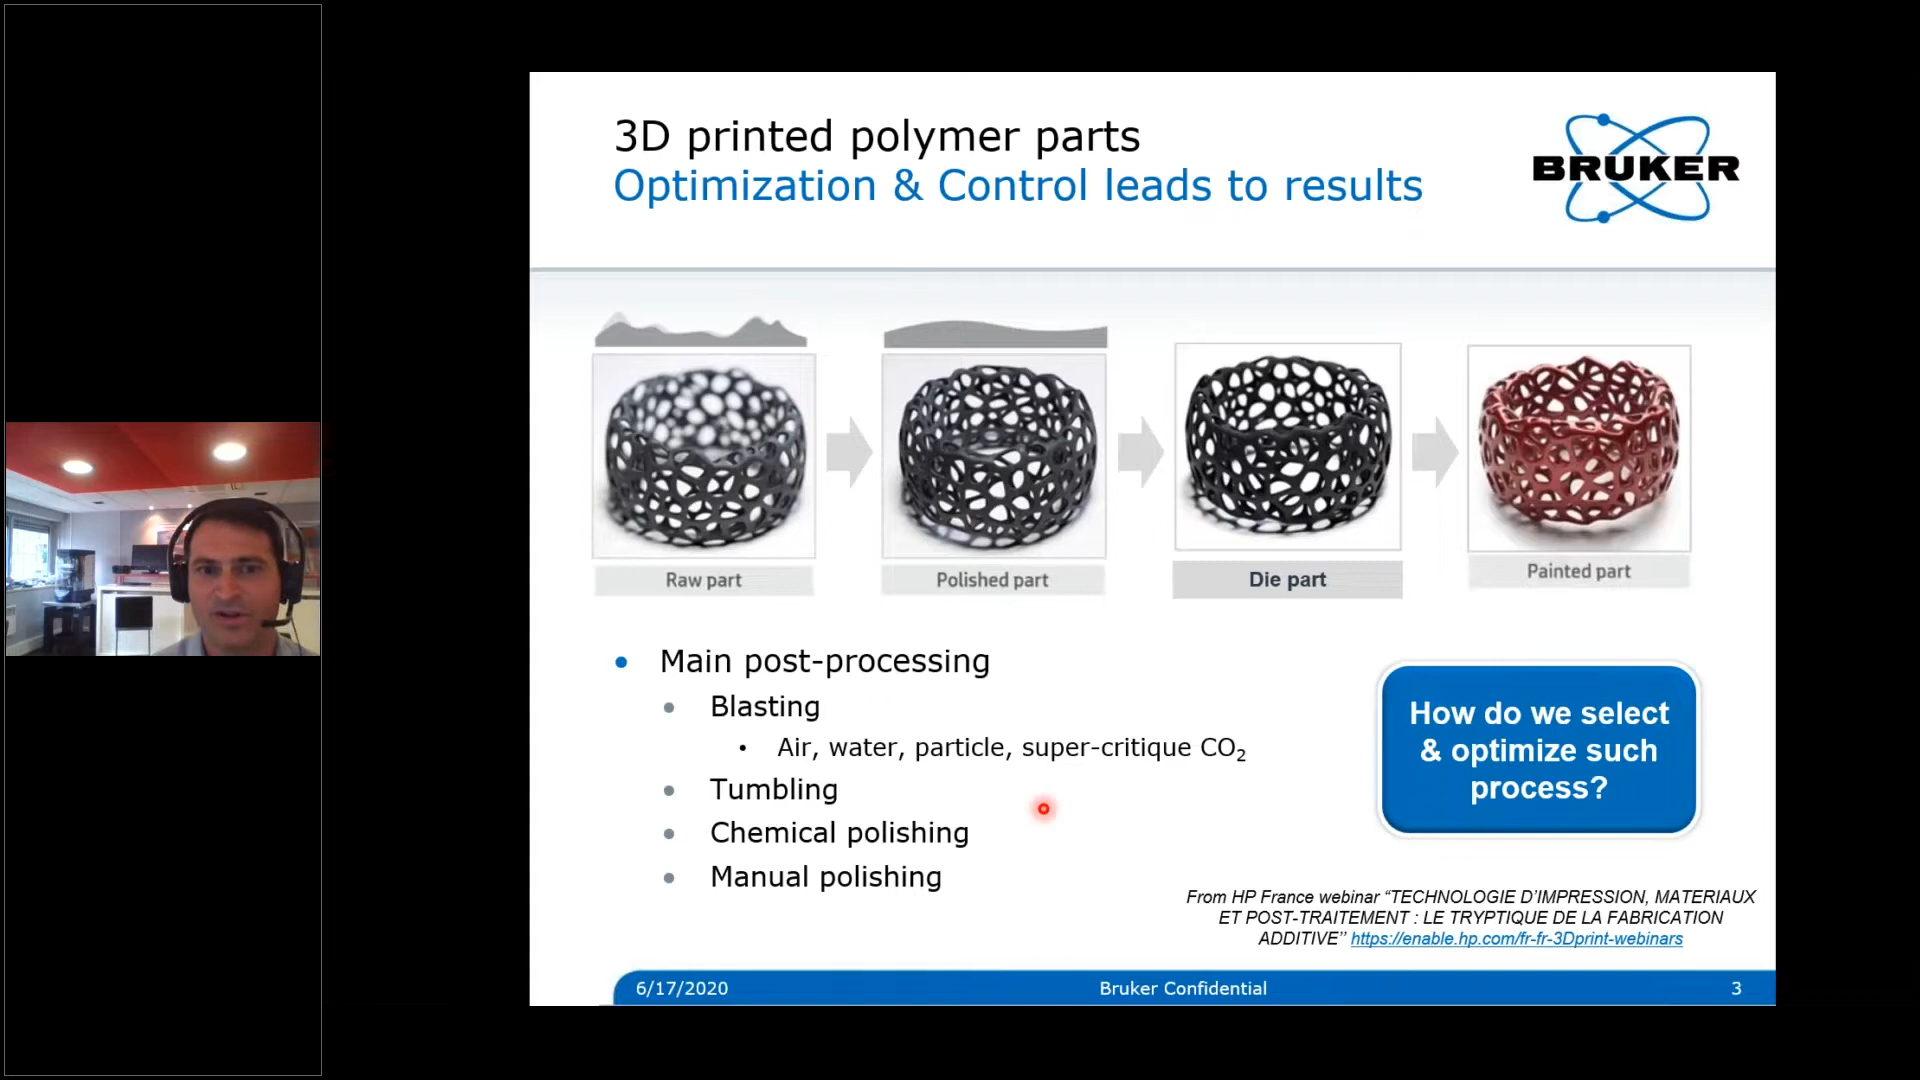 3D printed polymer parts
Optimization & Control leads to results
BRUKER
Raw part
Polished part
Die part
Painted part
• Main post-processing
• Blasting
• Air, water, particle, super-critique CO₂
• Tumbling
• Chemical polishing
• Manual polishing
How do we select
& optimize such
process?
From HP France webinar “TECHNOLOGIE D’IMPRESSION, MATERIAUX
ET POST-TRAITEMENT : LE TRYPTIQUE DE LA FABRICATION
ADDITIVE” https://enable.hp.com/fr-fr-3Dprint-webinars
6/17/2020
Bruker Confidential
3